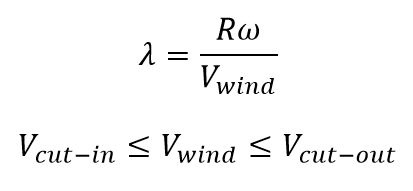 λ = Rω / V_wind
V_cut−in ≤ V_wind ≤ V_cut−out